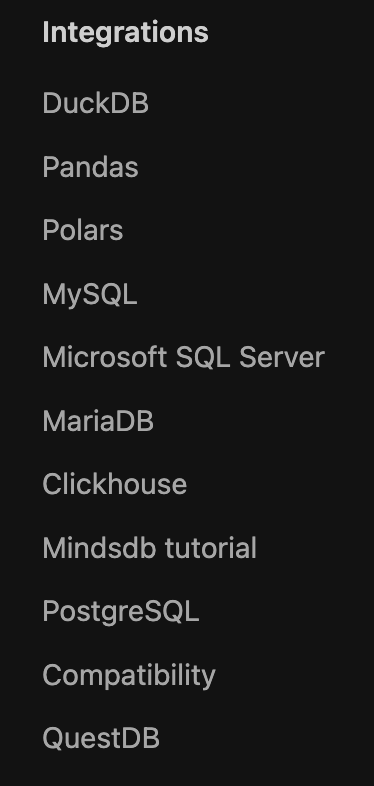 Integrations
DuckDB
Pandas
Polars
MySQL
Microsoft SQL Server
MariaDB
Clickhouse
Mindsdb tutorial
PostgreSQL
Compatibility
QuestDB